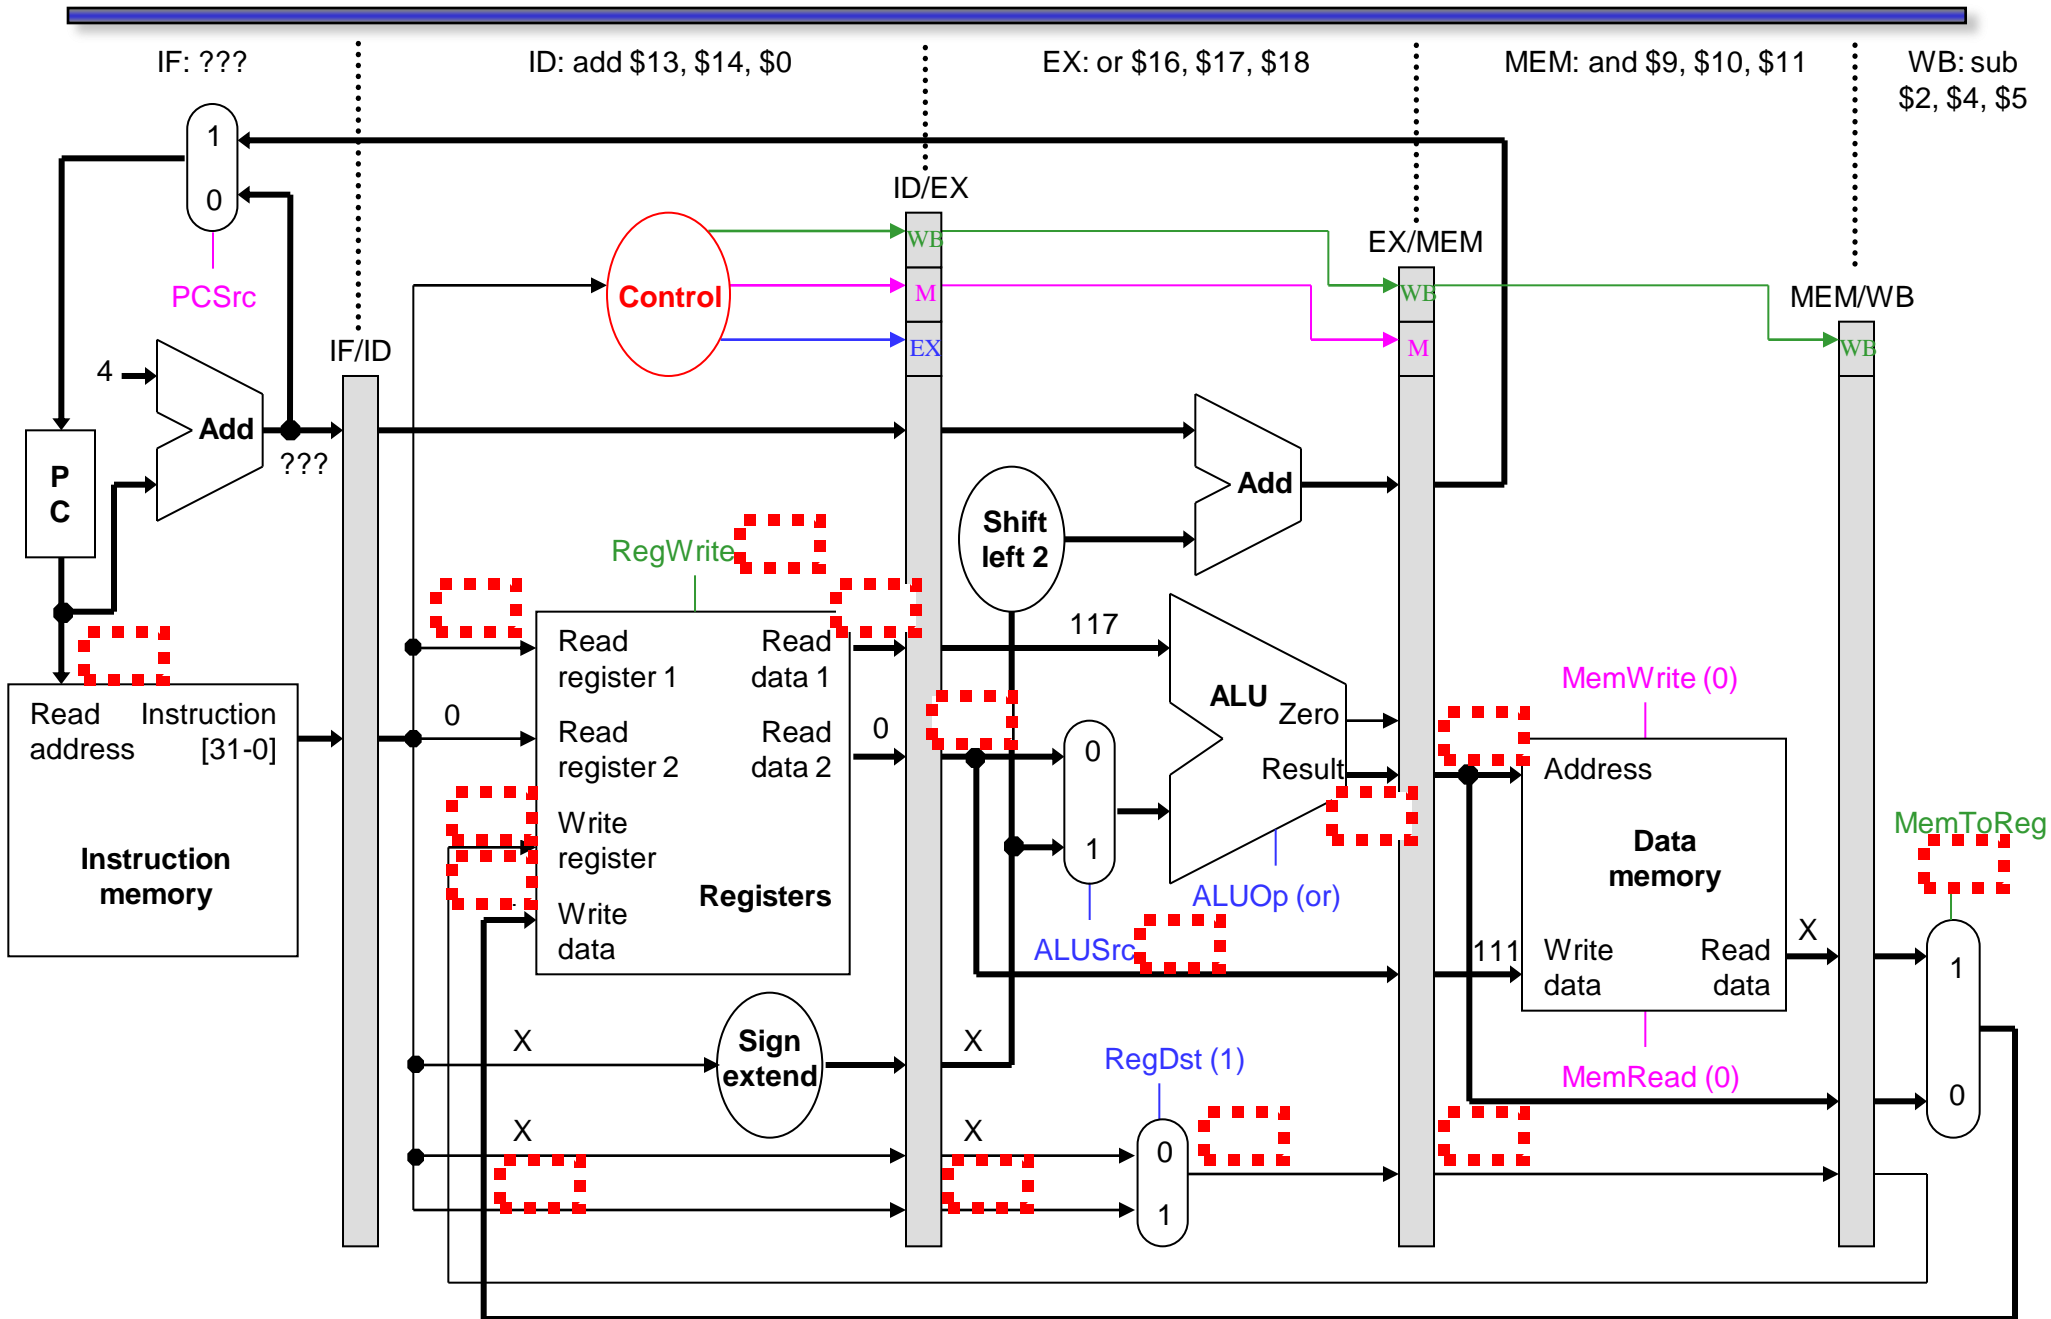 IF: ???
ID: add $13, $14, $0
EX: or $16, $17, $18
MEM: and $9, $10, $11
WB: sub
$2, $4, $5
1
0
PCSrc
4
Add
???
P
C
Read
address
Instruction
[31-0]
Instruction
memory
IF/ID
Control
ID/EX
WB
M
EX
RegWrite
Read
register 1
Read
data 1
0
Read
register 2
Read
data 2
0
Write
register
Write
data
Registers
X
Sign
extend
X
X
X
Shift
left 2
Add
117
ALU
Zero
Result
0
1
ALUSrc
ALUOp (or)
RegDst (1)
0
1
EX/MEM
WB
M
MemWrite (0)
Address
Data
memory
111
Write
data
Read
data
X
MemRead (0)
MEM/WB
WB
MemToReg
1
0